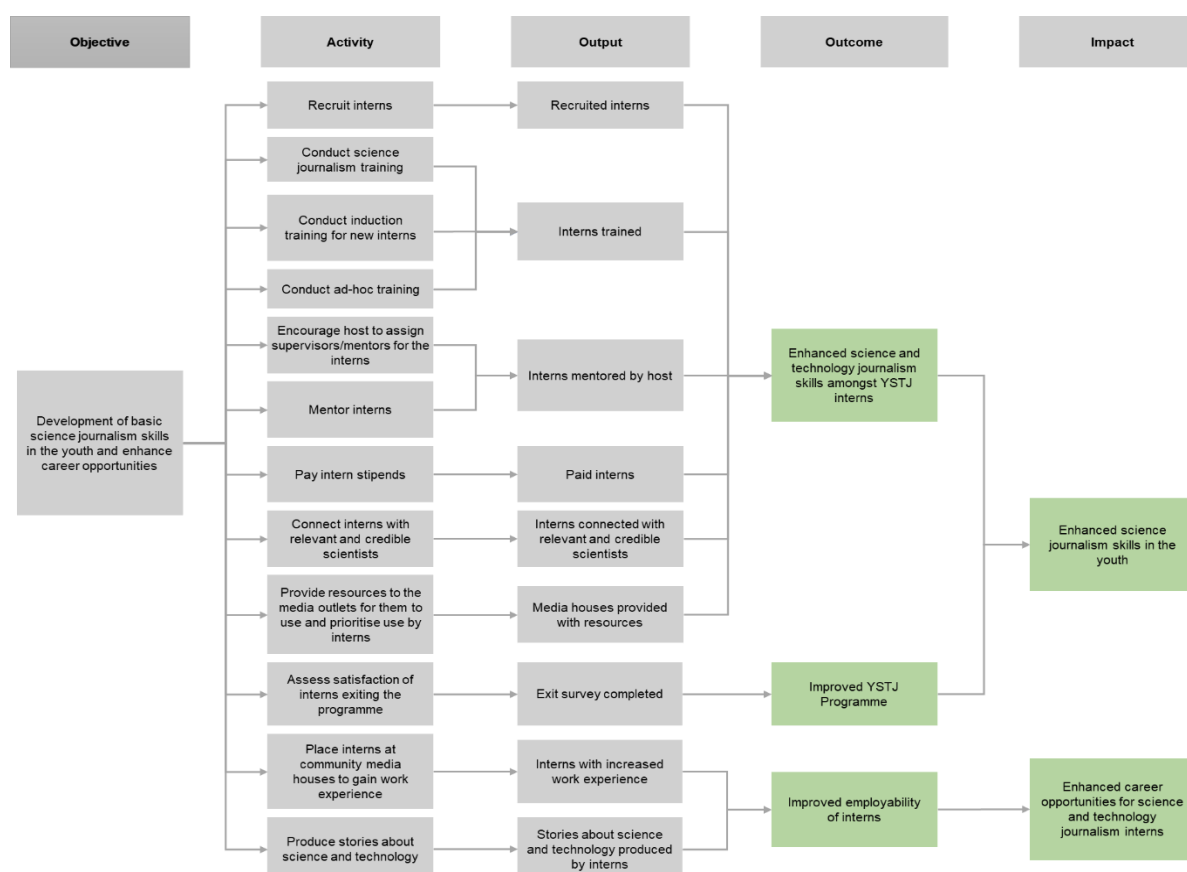 Objective
Activity
Output
Outcome
Impact
Recruit interns
Recruited interns
Conduct science
journalism training
Conduct induction
training for new interns
Interns trained
Conduct ad-hoc training
Encourage host to assign
supervisors/mentors for the
interns
Interns mentored by host
Enhanced science and
technology journalism
skills amongst YSTJ
interns
Mentor interns
Development of basic
science journalism skills
in the youth and enhance
career opportunities
Pay intern stipends
Paid interns
Connect interns with
relevant and credible
scientists
Interns connected with
relevant and credible
scientists
Enhanced science
journalism skills in the
youth
Provide resources to the
media outlets for them to
use and prioritise use by
interns
Media houses provided
with resources
Assess satisfaction of
interns exiting the
programme
Exit survey completed
Improved YSTJ
Programme
Place interns at
community media
houses to gain work
experience
Interns with increased
work experience
Improved employability
of interns
Enhanced career
opportunities for science
and technology
journalism interns
Produce stories about
science and technology
Stories about science
and technology produced
by interns